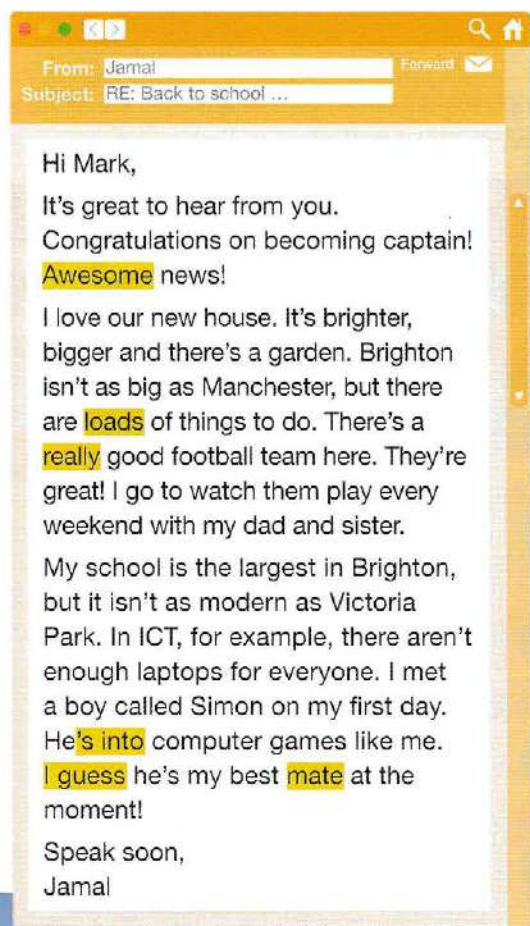 From: Jamal
Forward
Subject: RE: Back to school ...
Hi Mark,
It's great to hear from you.
Congratulations on becoming captain!
Awesome news!
I love our new house. It's brighter,
bigger and there's a garden. Brighton
isn't as big as Manchester, but there
are loads of things to do. There's a
really good football team here. They're
great! I go to watch them play every
weekend with my dad and sister.
My school is the largest in Brighton,
but it isn't as modern as Victoria
Park. In ICT, for example, there aren't
enough laptops for everyone. I met
a boy called Simon on my first day.
He's into computer games like me.
I guess he's my best mate at the
moment!
Speak soon,
Jamal